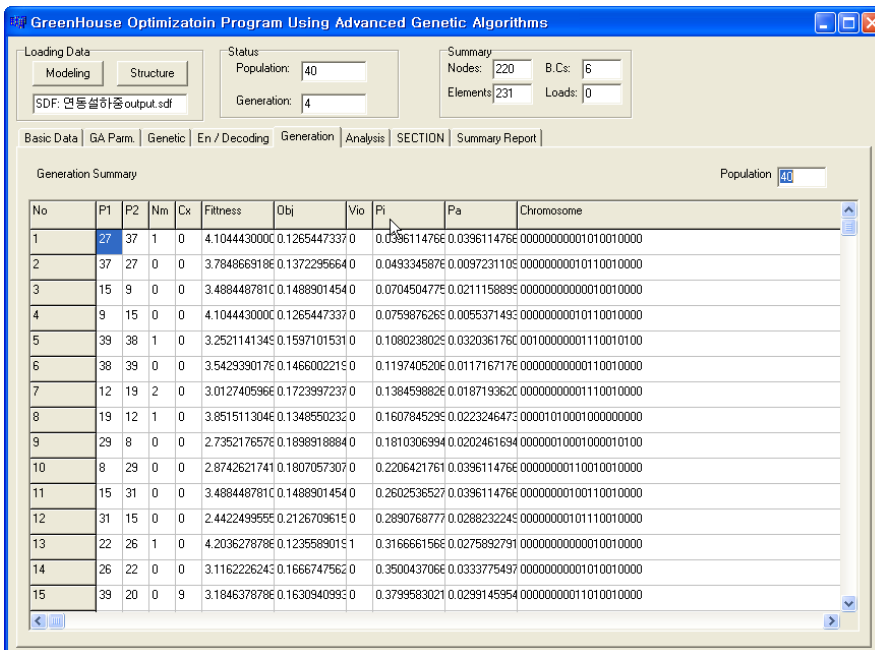 GreenHouse Optimizatoin Program Using Advanced Genetic Algorithms
Loading Data
Modeling Structure
SDF: 연동설하중output.sdf
Status
Population: 40
Generation: 4
Summary
Nodes: 220 B.Cs: 6
Elements 231 Loads: 0
Basic Data GA Parm. Genetic En / Decoding Generation Analysis SECTION Summary Report
Generation Summary Population 40
No P1 P2 Nm Cx Fittness Obj Vio Pi Pa Chromosome
1 27 37 1 0 4.1044430000 0.1265447337 0 0.0396114766 0.0396114766 00000000001010010000
2 37 27 0 0 3.7848669186 0.1372295664 0 0.0493345876 0.0097231109 00000000010110010000
3 15 9 0 0 3.4884487810 0.1488901454 0 0.0704504775 0.0211158899 00000000000010010000
4 9 15 0 0 4.1044430000 0.1265447337 0 0.0759876269 0.0055371493 00000000010110010000
5 39 38 1 0 3.2521141349 0.1597101531 0 0.1080238029 0.0320361760 00100000001110010100
6 38 39 0 0 3.5429390178 0.1466002219 0 0.1197405206 0.0117167176 00000000000110010000
7 12 19 2 0 3.0127405966 0.1723997237 0 0.1384598826 0.0187193620 00000000001110010000
8 19 12 1 0 3.8515113046 0.1348550232 0 0.1607845299 0.0223246473 00001010001000000000
9 29 8 0 0 2.7352176578 0.1898918884 0 0.1810306994 0.0202461694 00000010001000010100
10 8 29 0 0 2.8742621741 0.1807057307 0 0.2206421761 0.0396114766 00000000110010010000
11 15 31 0 0 3.4884487810 0.1488901454 0 0.2602536527 0.0396114766 00000000100110010000
12 31 15 0 0 2.4422499555 0.2126709615 0 0.2890768777 0.0288232249 00000000101110010000
13 22 26 1 0 4.2036278786 0.1235589019 1 0.3166661568 0.0275892791 00000000000010010000
14 26 22 0 0 3.1162226243 0.1666747562 0 0.3500437066 0.0333775497 00000000001010010000
15 39 20 0 9 3.1846378786 0.1630940993 0 0.3799583021 0.0299145954 00000000011010010000